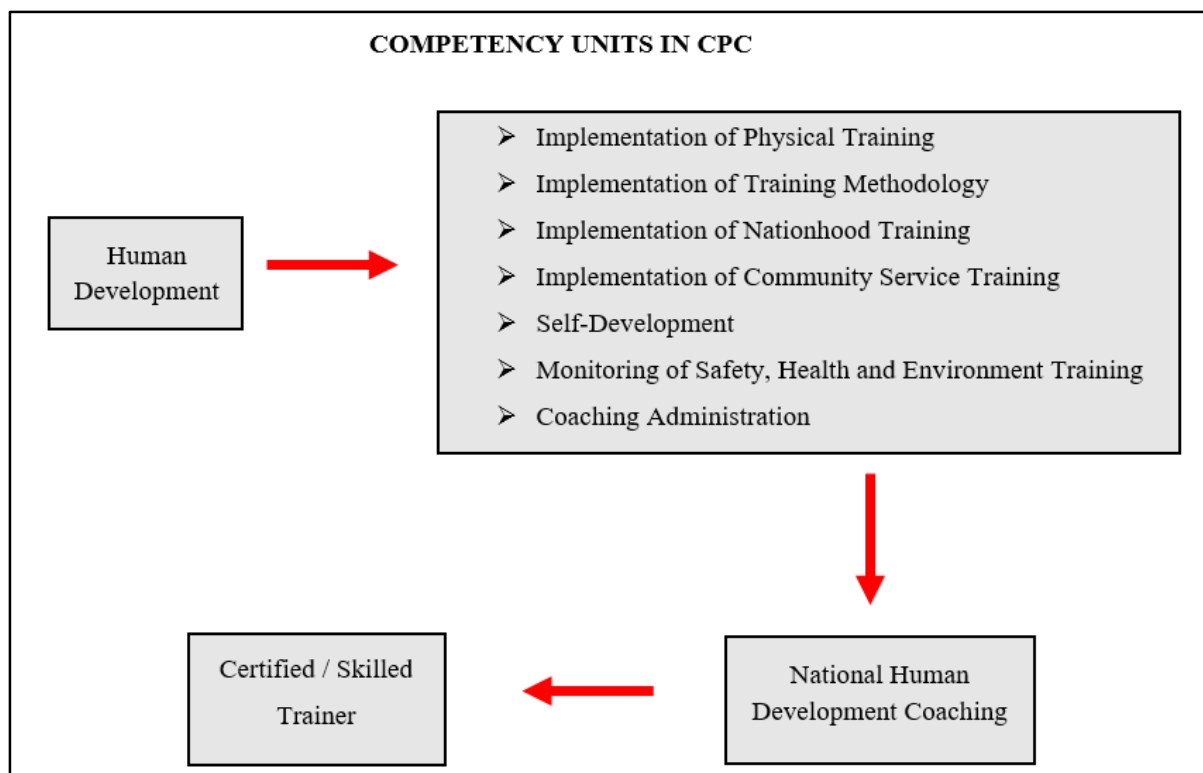 COMPETENCY UNITS IN CPC
Human
Development
➢ Implementation of Physical Training
➢ Implementation of Training Methodology
➢ Implementation of Nationhood Training
➢ Implementation of Community Service Training
➢ Self-Development
➢ Monitoring of Safety, Health and Environment Training
➢ Coaching Administration
National Human
Development Coaching
Certified / Skilled
Trainer